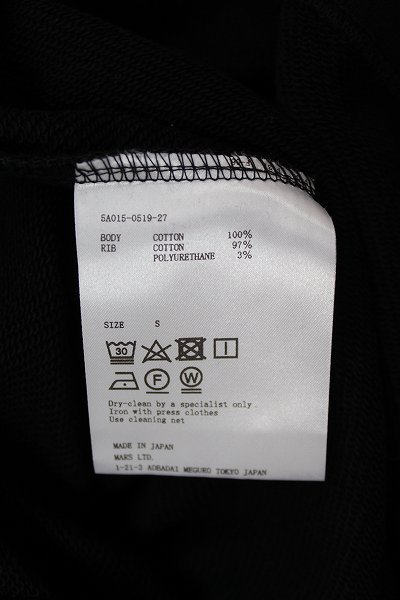 5A015-0519-27
BODY COTTON 100%
RIB COTTON 97%
POLYURETHANE 3%
SIZE S
30
F W
Dry-clean by a specialist only.
Iron with press clothes
Use cleaning net
MADE IN JAPAN
MARS LTD.
1-21-3 AOBADAI MEGURO TOKYO JAPAN